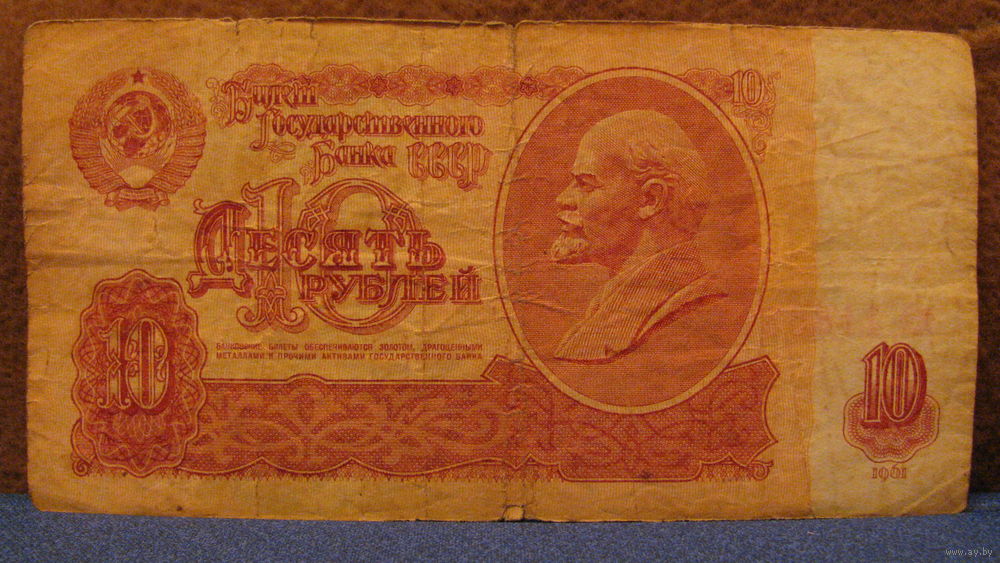 Билет
Государственного
Банка СССР
10
10
Десять
рублей
БАНКОВСКИЕ БИЛЕТЫ ОБЕСПЕЧИВАЮТСЯ ЗОЛОТОМ, ДРАГОЦЕННЫМИ
МЕТАЛЛАМИ И ПРОЧИМИ АКТИВАМИ ГОСУДАРСТВЕННОГО БАНКА
10
10
1961
www.ay.by